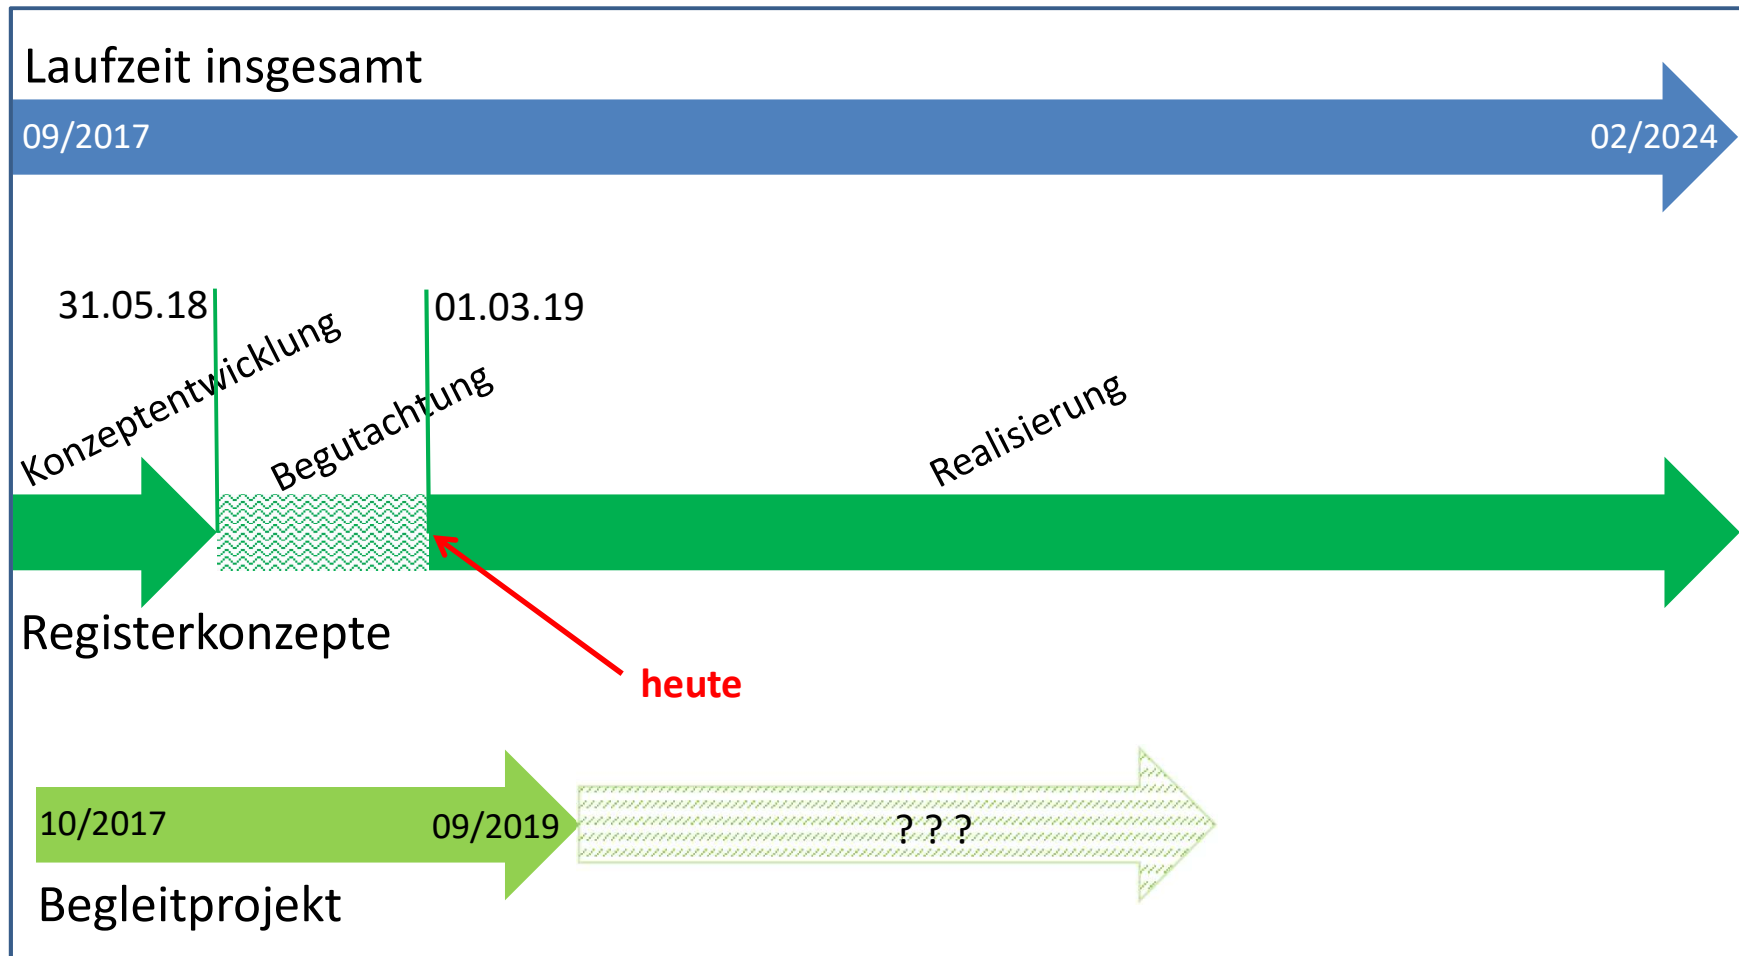 Laufzeit insgesamt
09/2017
02/2024
31.05.18
01.03.19
Konzeptentwicklung
Begutachtung
Realisierung
Registerkonzepte
heute
10/2017
09/2019
? ? ?
Begleitprojekt